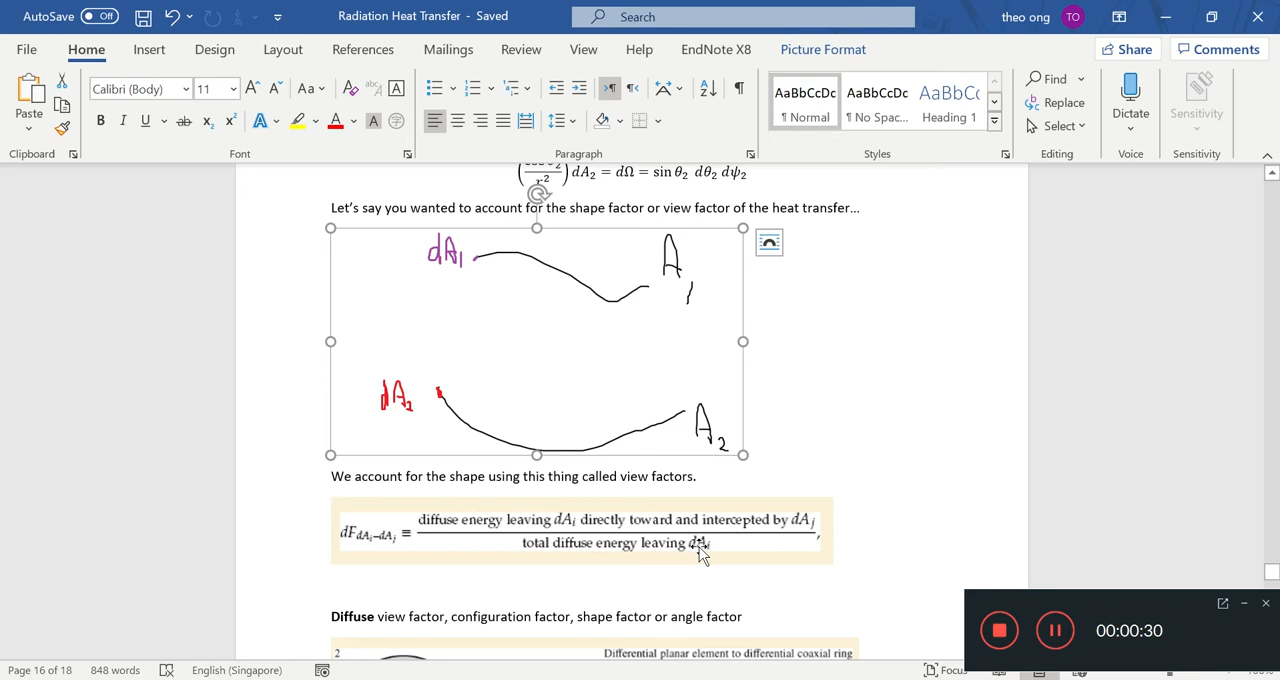 AutoSave Off Radiation Heat Transfer - Saved Search theo ong TO
File Home Insert Design Layout References Mailings Review View Help EndNote X8 Picture Format Share Comments
Paste Calibri (Body) 11 Aa AaBbCcDc AaBbCcDc AaBbCc Find Replace Select Dictate Sensitivity
¶ Normal ¶ No Spac... Heading 1
Clipboard Font Paragraph Styles Editing Voice Sensitivity
r² ) dA₂ = dΩ = sin θ₂ dθ₂ dψ₂
Let's say you wanted to account for the shape factor or view factor of the heat transfer...
dA₁ A₁
dA₂ A₂
We account for the shape using this thing called view factors.
diffuse energy leaving dAᵢ directly toward and intercepted by dAⱼ
dF dAᵢ–dAⱼ ≡ ,
total diffuse energy leaving dAᵢ
Diffuse view factor, configuration factor, shape factor or angle factor
2 Differential planar element to differential coaxial ring
00:00:30
Page 16 of 18 848 words English (Singapore) Focus